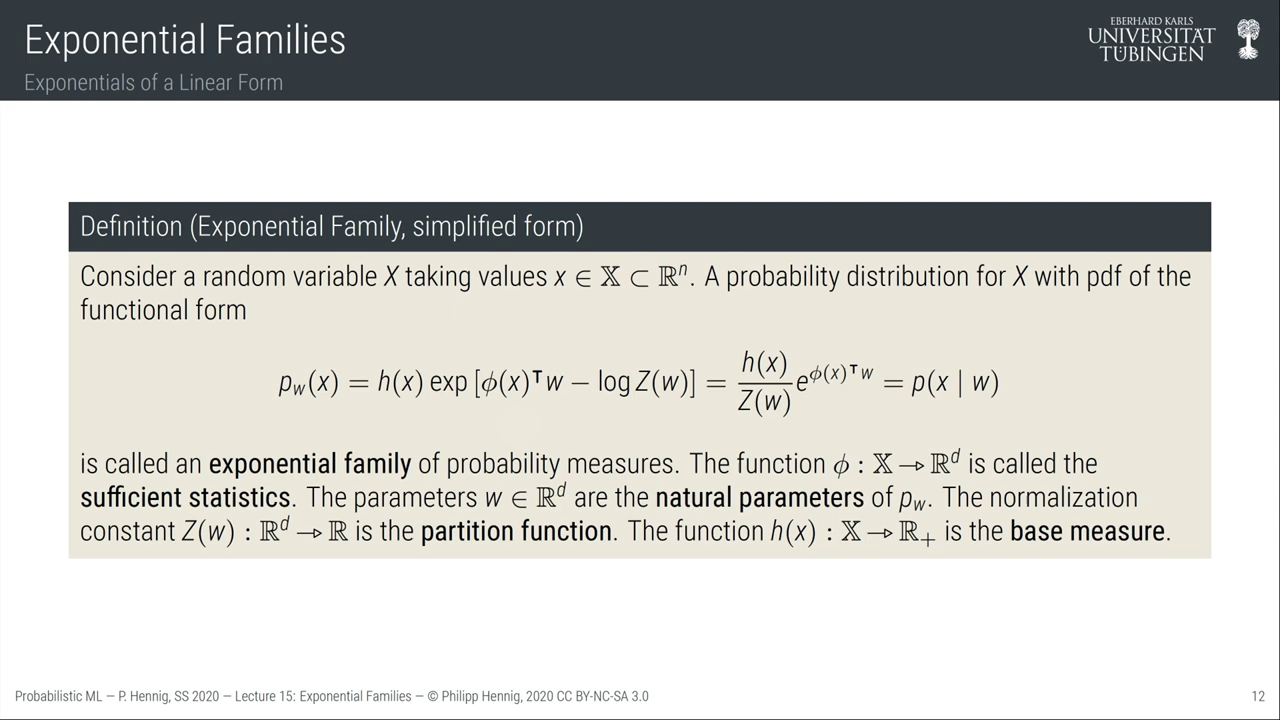 Exponential Families
Exponentials of a Linear Form
EBERHARD KARLS
UNIVERSITÄT
TÜBINGEN
Definition (Exponential Family, simplified form)
Consider a random variable X taking values x ∈ 𝕏 ⊂ ℝⁿ. A probability distribution for X with pdf of the
functional form
p_w(x) = h(x) exp [ϕ(x)ᵀw − log Z(w)] = h(x)/Z(w) e^{ϕ(x)ᵀw} = p(x | w)
is called an exponential family of probability measures. The function ϕ : 𝕏 → ℝᵈ is called the
sufficient statistics. The parameters w ∈ ℝᵈ are the natural parameters of p_w. The normalization
constant Z(w) : ℝᵈ → ℝ is the partition function. The function h(x) : 𝕏 → ℝ₊ is the base measure.
Probabilistic ML — P. Hennig, SS 2020 — Lecture 15: Exponential Families — © Philipp Hennig, 2020 CC BY-NC-SA 3.0
12